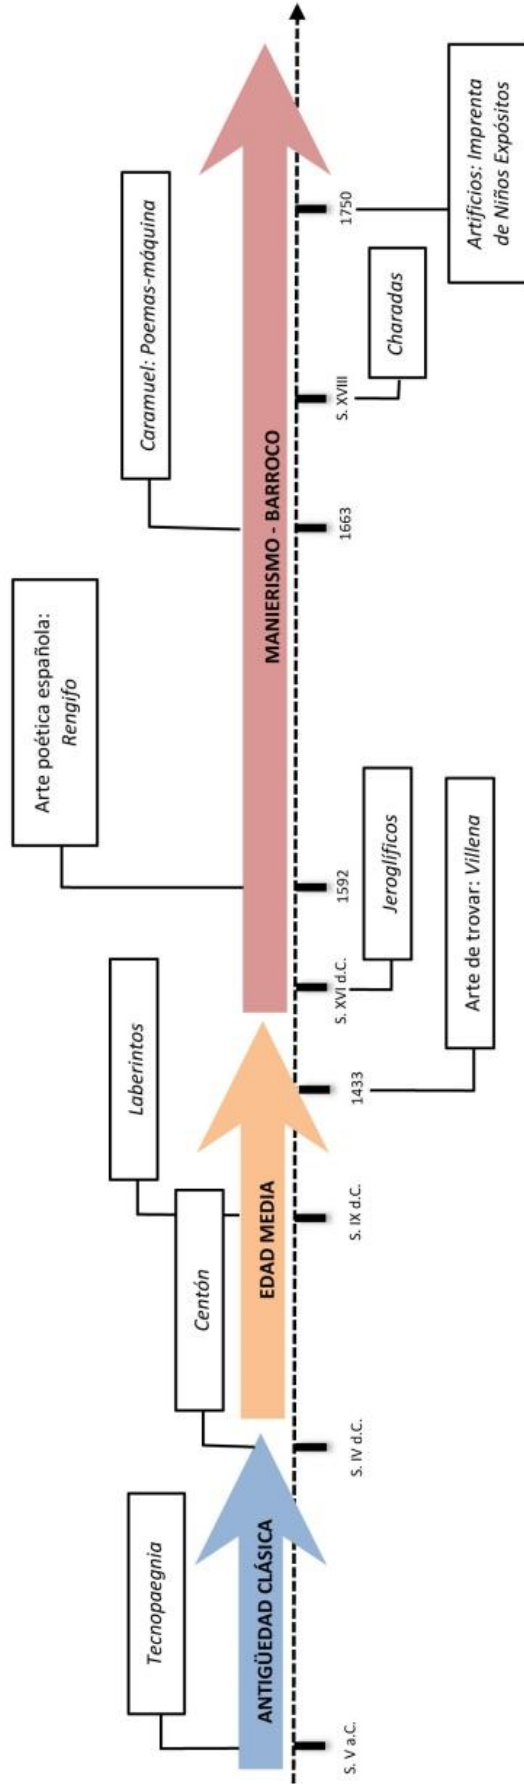 Tecnopaegnia
Centón
Laberintos
Arte poética española:
Rengifo
Caramuel: Poemas-máquina
ANTIGÜEDAD CLÁSICA
EDAD MEDIA
MANIERISMO - BARROCO
S. V a.C.
S. IV d.C.
S. IX d.C.
1433
S. XVI d.C.
1592
1663
S. XVIII
1750
Arte de trovar: Villena
Jeroglíficos
Charadas
Artificios: Imprenta
de Niños Expósitos